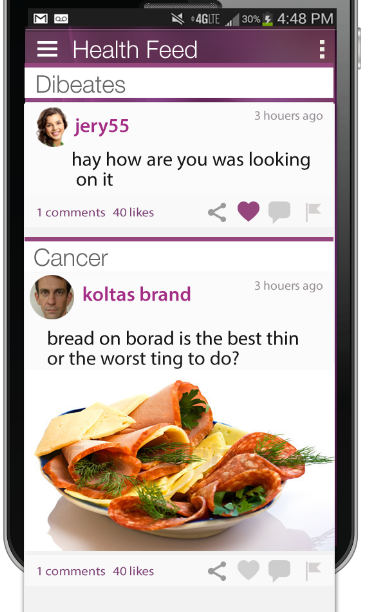 4G LTE 30% 4:48 PM
Health Feed
Dibeates
jery55
3 houers ago
hay how are you was looking
on it
1 comments 40 likes
Cancer
koltas brand
3 houers ago
bread on borad is the best thin
or the worst ting to do?
1 comments 40 likes